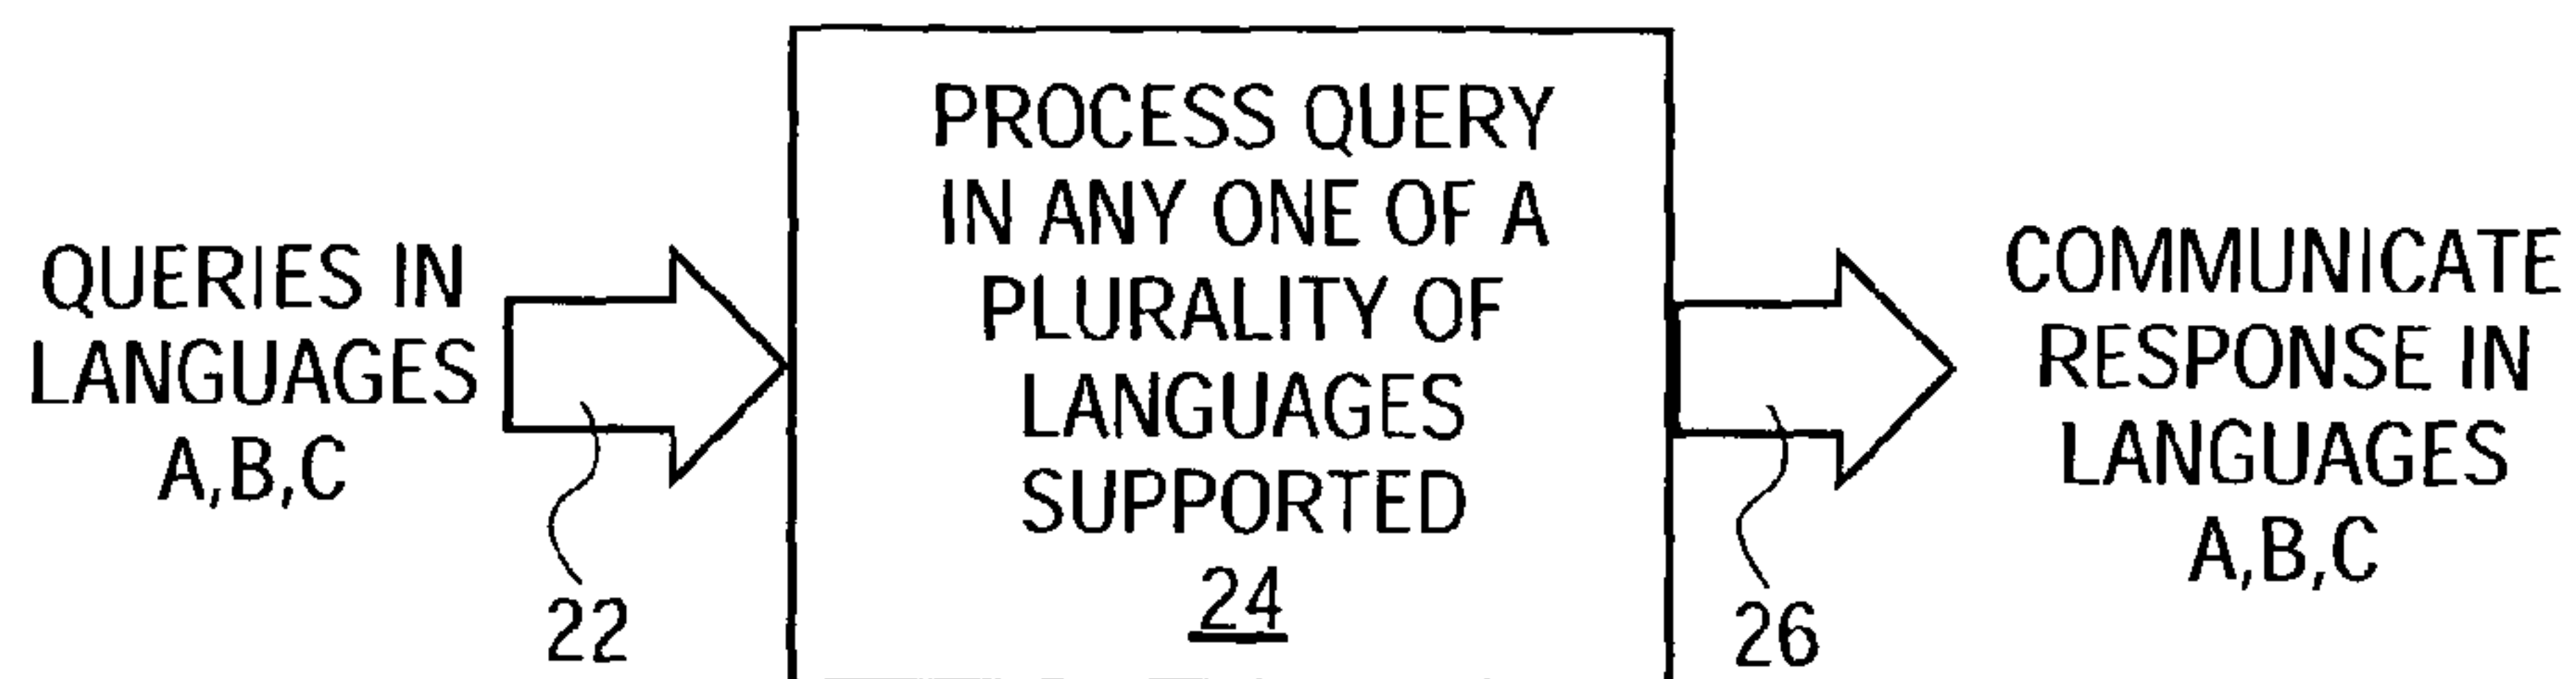 QUERIES IN
LANGUAGES
A,B,C
22
PROCESS QUERY
IN ANY ONE OF A
PLURALITY OF
LANGUAGES
SUPPORTED
24
26
COMMUNICATE
RESPONSE IN
LANGUAGES
A,B,C